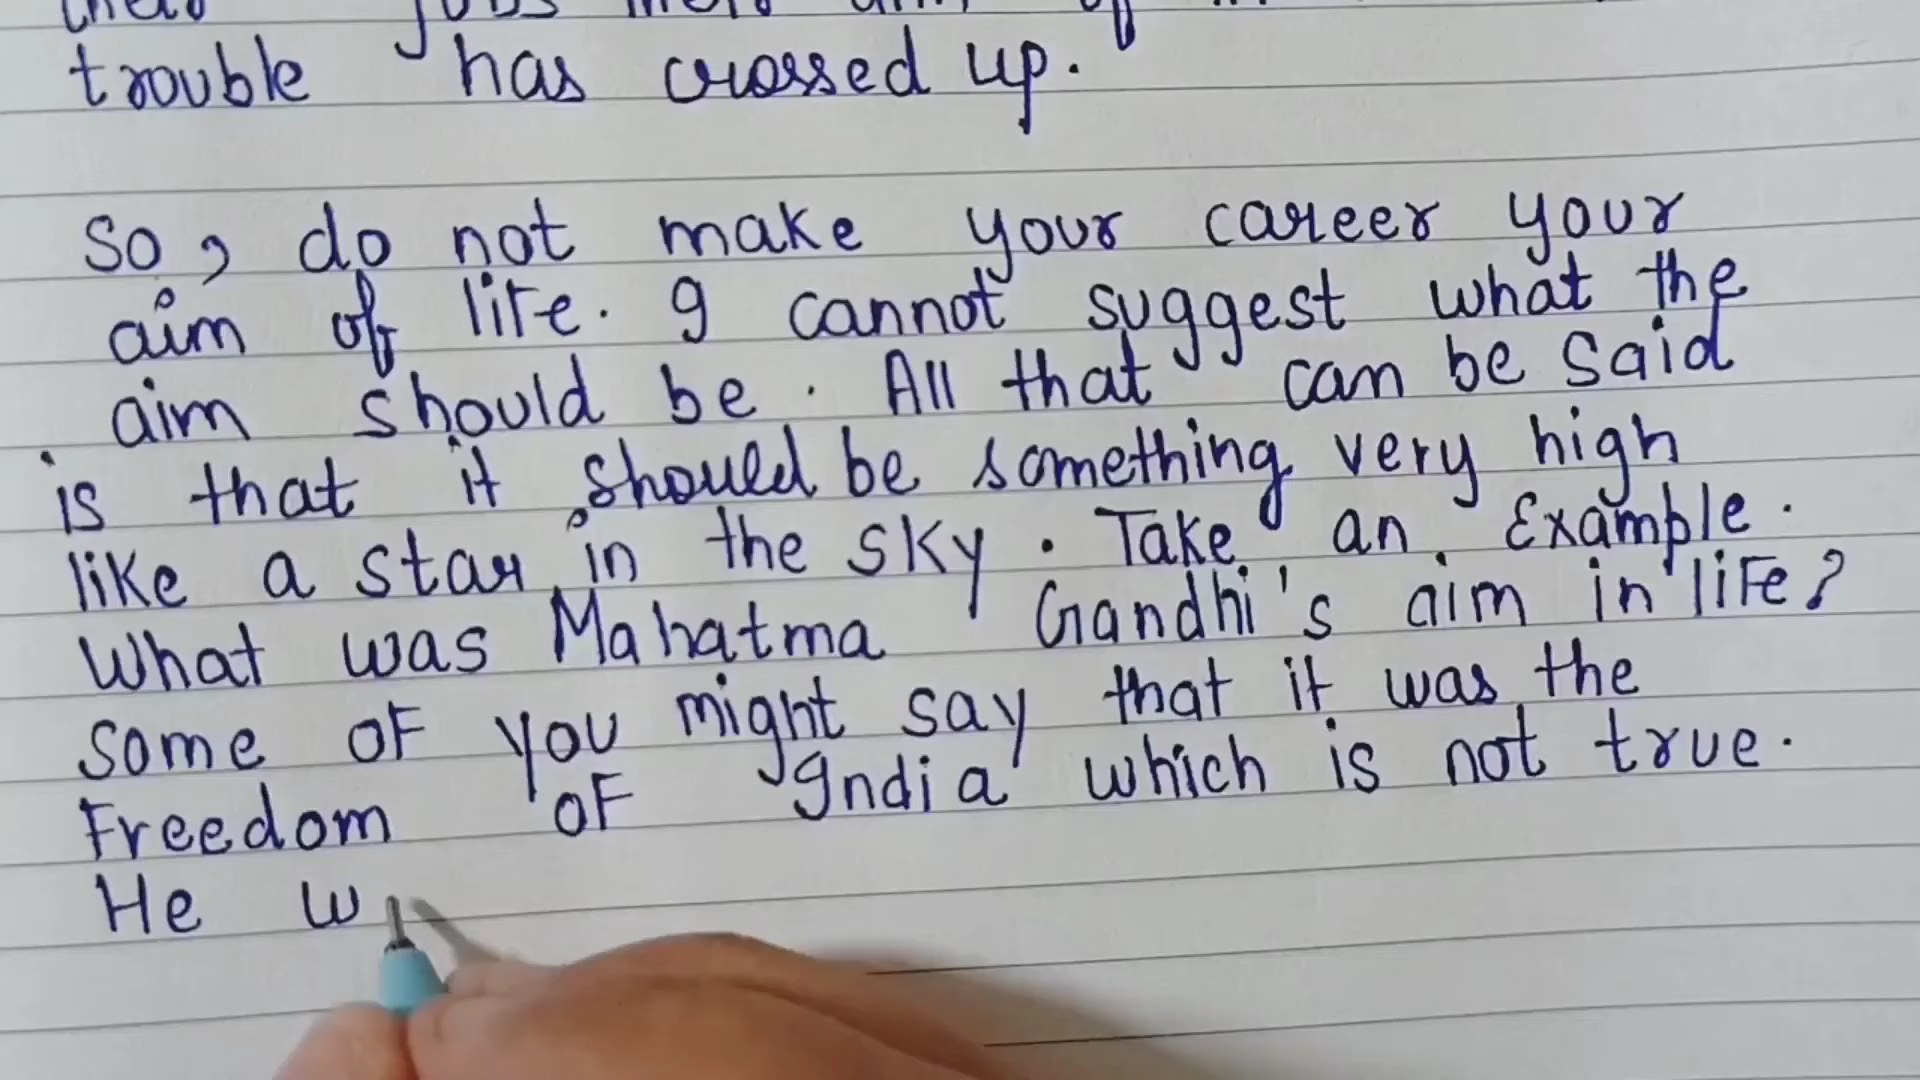 trouble has crossed up.
So, do not make your career your
aim of life. I cannot suggest what the
aim should be. All that can be said
is that it should be something very high
like a star in the sky. Take an Example.
What was Mahatma Gandhi's aim in life?
Some of you might say that it was the
Freedom of India which is not true.
He w